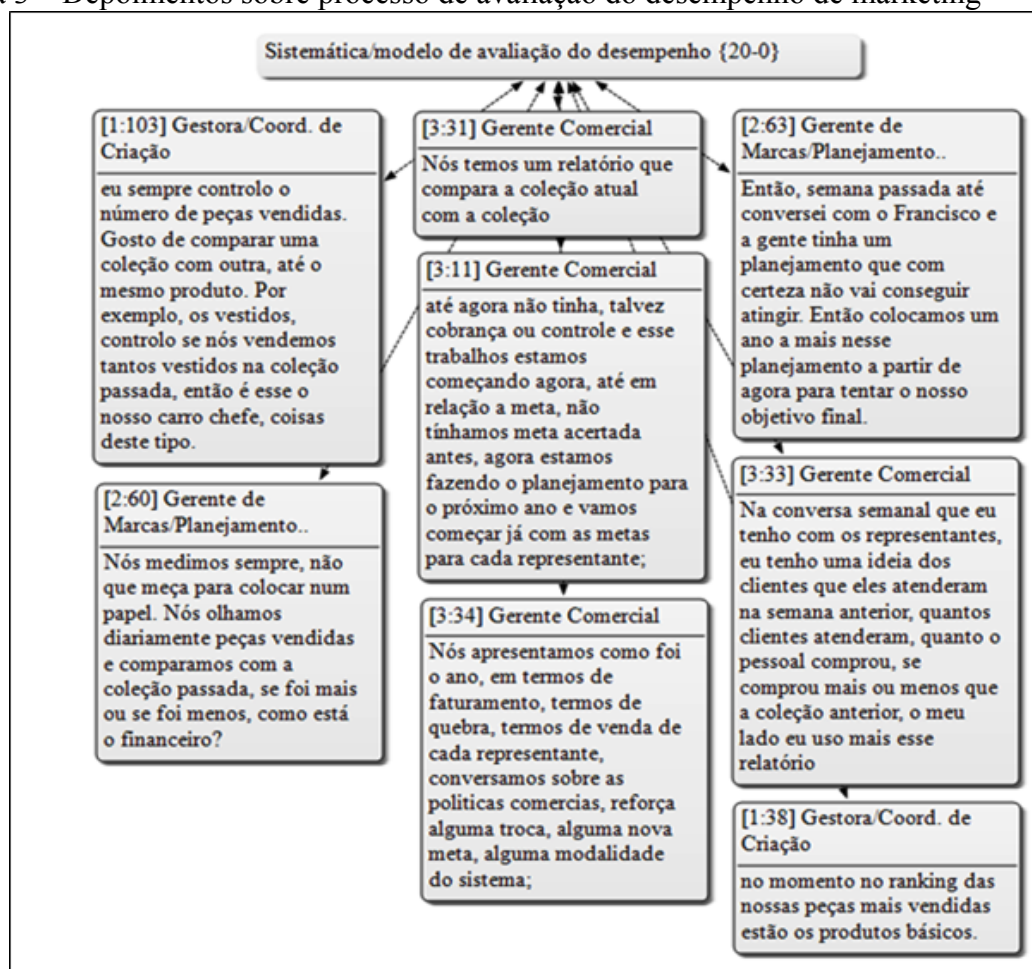 a 3 – Depoimentos sobre processo de avaliação do desempenho de marketing
Sistemática/modelo de avaliação do desempenho {20-0}
[1:103] Gestora/Coord. de
Criação
eu sempre controlo o
número de peças vendidas.
Gosto de comparar uma
coleção com outra, até o
mesmo produto. Por
exemplo, os vestidos,
controlo se nós vendemos
tantos vestidos na coleção
passada, então é esse o
nosso carro chefe, coisas
deste tipo.
[2:60] Gerente de
Marcas/Planejamento..
Nós medimos sempre, não
que meça para colocar num
papel. Nós olhamos
diariamente peças vendidas
e comparamos com a
coleção passada, se foi mais
ou se foi menos, como está
o financeiro?
[3:31] Gerente Comercial
Nós temos um relatório que
compara a coleção atual
com a coleção
[3:11] Gerente Comercial
até agora não tinha, talvez
cobrança ou controle e esse
trabalhos estamos
começando agora, até em
relação a meta, não
tínhamos meta acertada
antes, agora estamos
fazendo o planejamento para
o próximo ano e vamos
começar já com as metas
para cada representante;
[3:34] Gerente Comercial
Nós apresentamos como foi
o ano, em termos de
faturamento, termos de
quebra, termos de venda de
cada representante,
conversamos sobre as
politicas comercias, reforça
alguma troca, alguma nova
meta, alguma modalidade
do sistema;
[2:63] Gerente de
Marcas/Planejamento..
Então, semana passada até
conversei com o Francisco e
a gente tinha um
planejamento que com
certeza não vai conseguir
atingir. Então colocamos um
ano a mais nesse
planejamento a partir de
agora para tentar o nosso
objetivo final.
[3:33] Gerente Comercial
Na conversa semanal que eu
tenho com os representantes,
eu tenho uma ideia dos
clientes que eles atenderam
na semana anterior, quantos
clientes atenderam, quanto o
pessoal comprou, se
comprou mais ou menos que
a coleção anterior, o meu
lado eu uso mais esse
relatório
[1:38] Gestora/Coord. de
Criação
no momento no ranking das
nossas peças mais vendidas
estão os produtos básicos.